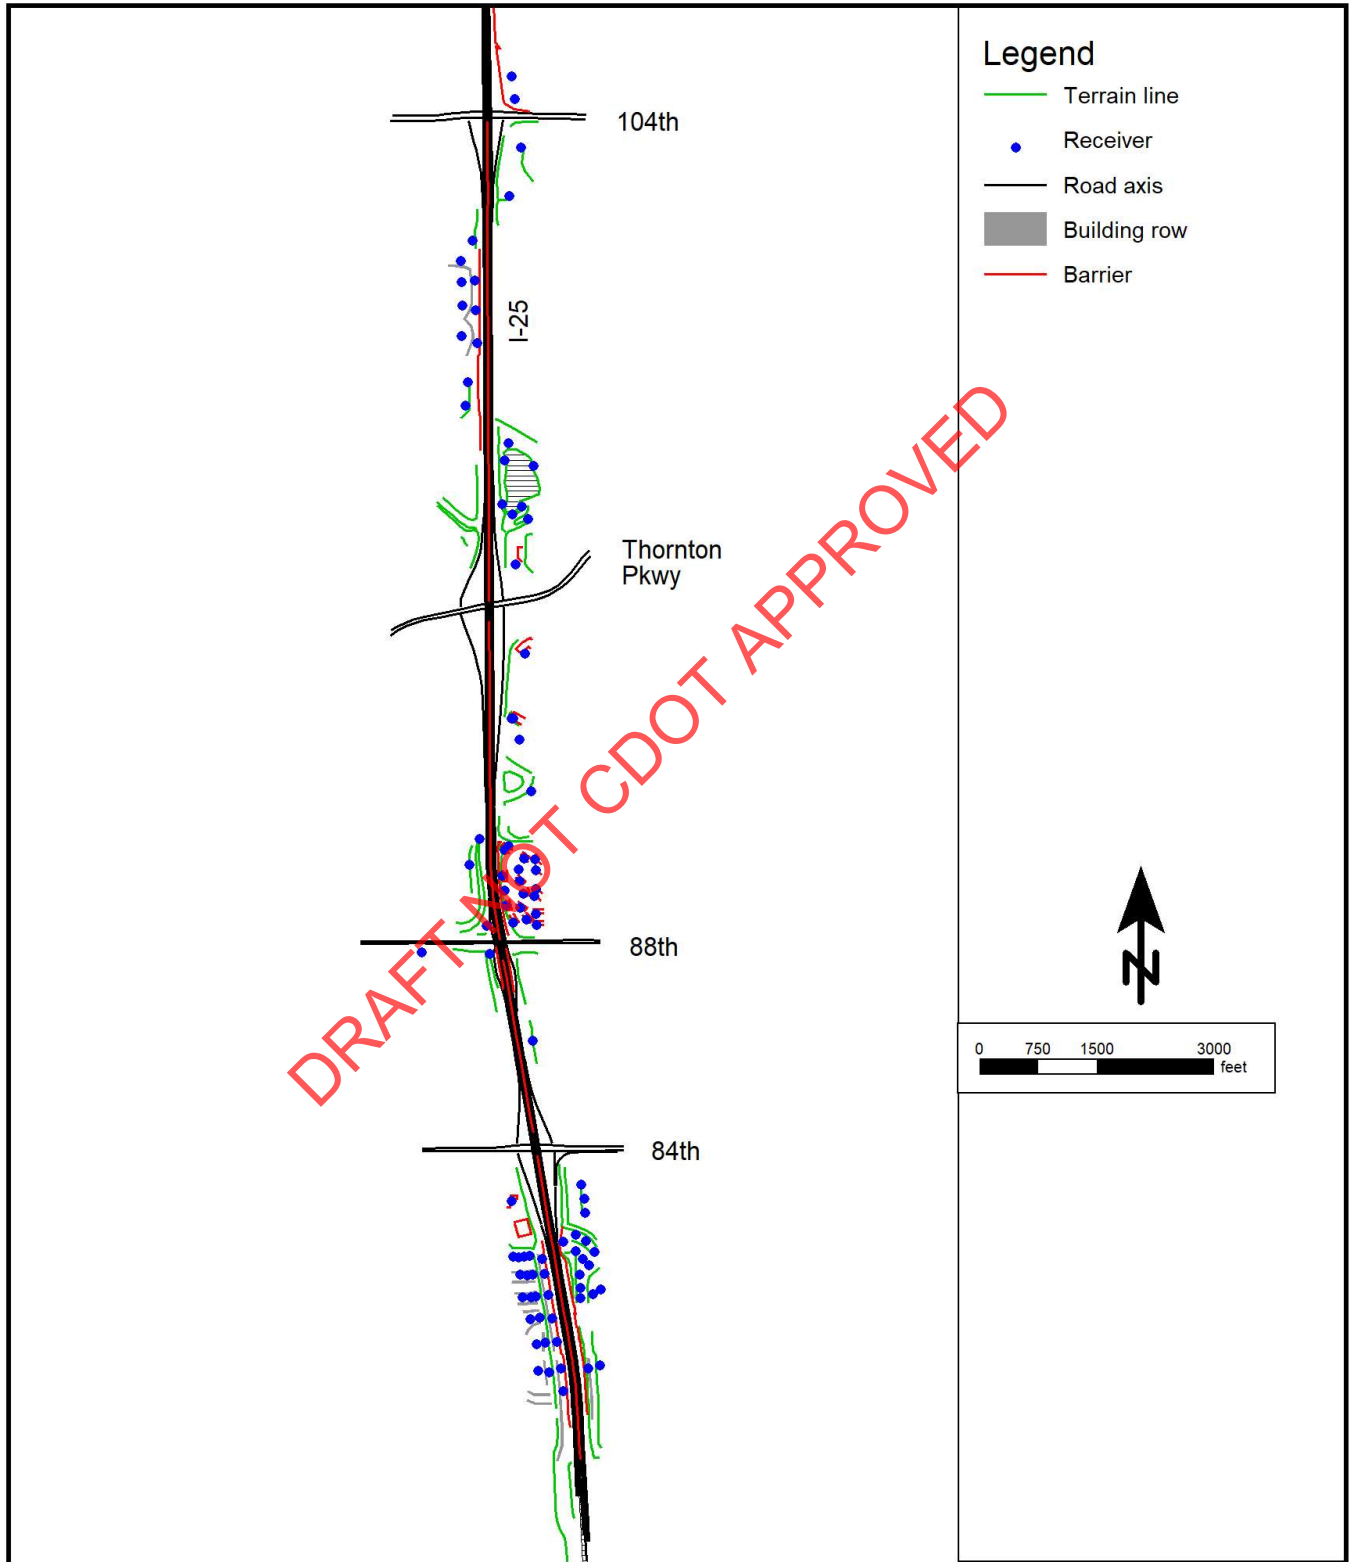 Legend
Terrain line
Receiver
Road axis
Building row
Barrier
104th
I-25
Thornton
Pkwy
88th
84th
DRAFT NOT CDOT APPROVED
N
0 750 1500 3000
feet